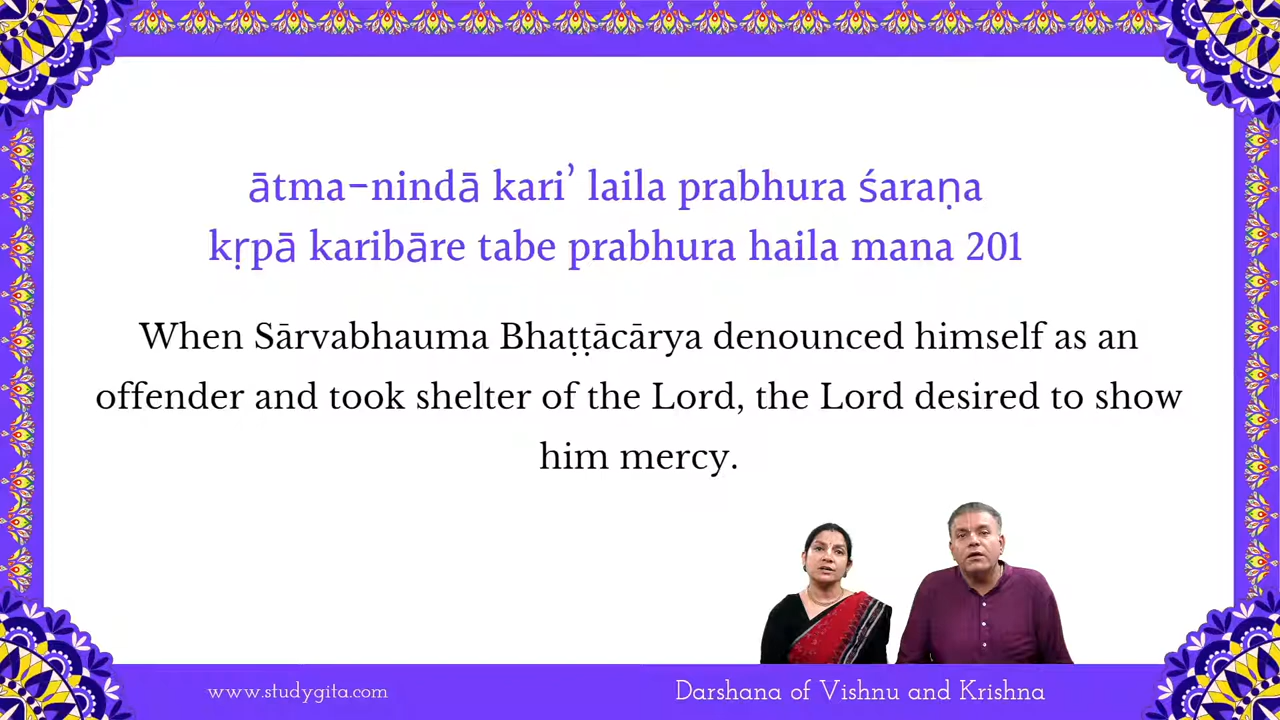 ātma-nindā kari’ laila prabhura śaraṇa
kṛpā karibāre tabe prabhura haila mana 201
When Sārvabhauma Bhaṭṭācārya denounced himself as an
offender and took shelter of the Lord, the Lord desired to show
him mercy.
www.studygita.com
Darshana of Vishnu and Krishna